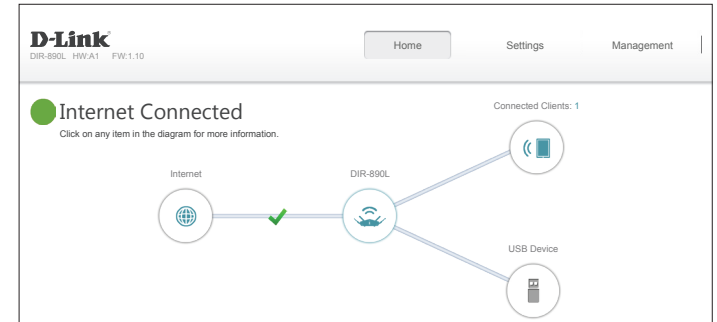 D-Link
DIR-890L HW:A1 FW:1.10
Home
Settings
Management
Internet Connected
Click on any item in the diagram for more information.
Connected Clients: 1
Internet
DIR-890L
USB Device